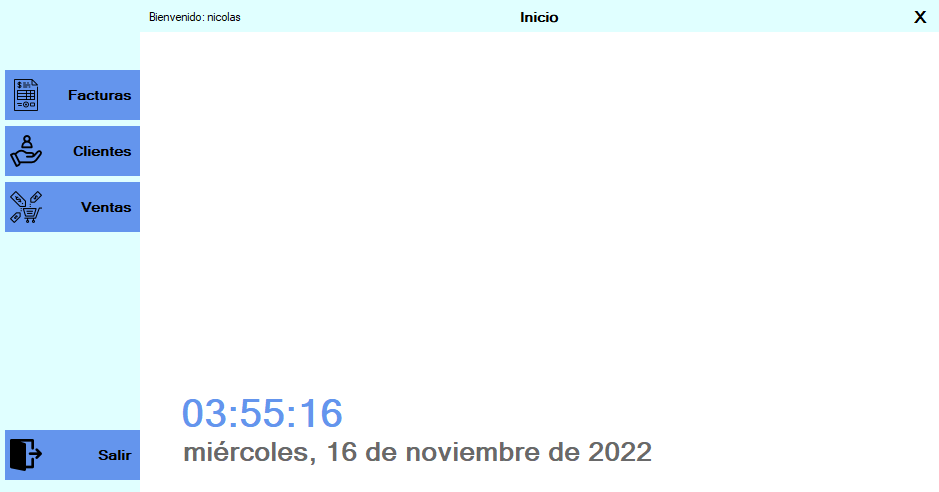 Bienvenido: nicolas
Inicio
X
Facturas
Clientes
Ventas
Salir
03:55:16
miércoles, 16 de noviembre de 2022